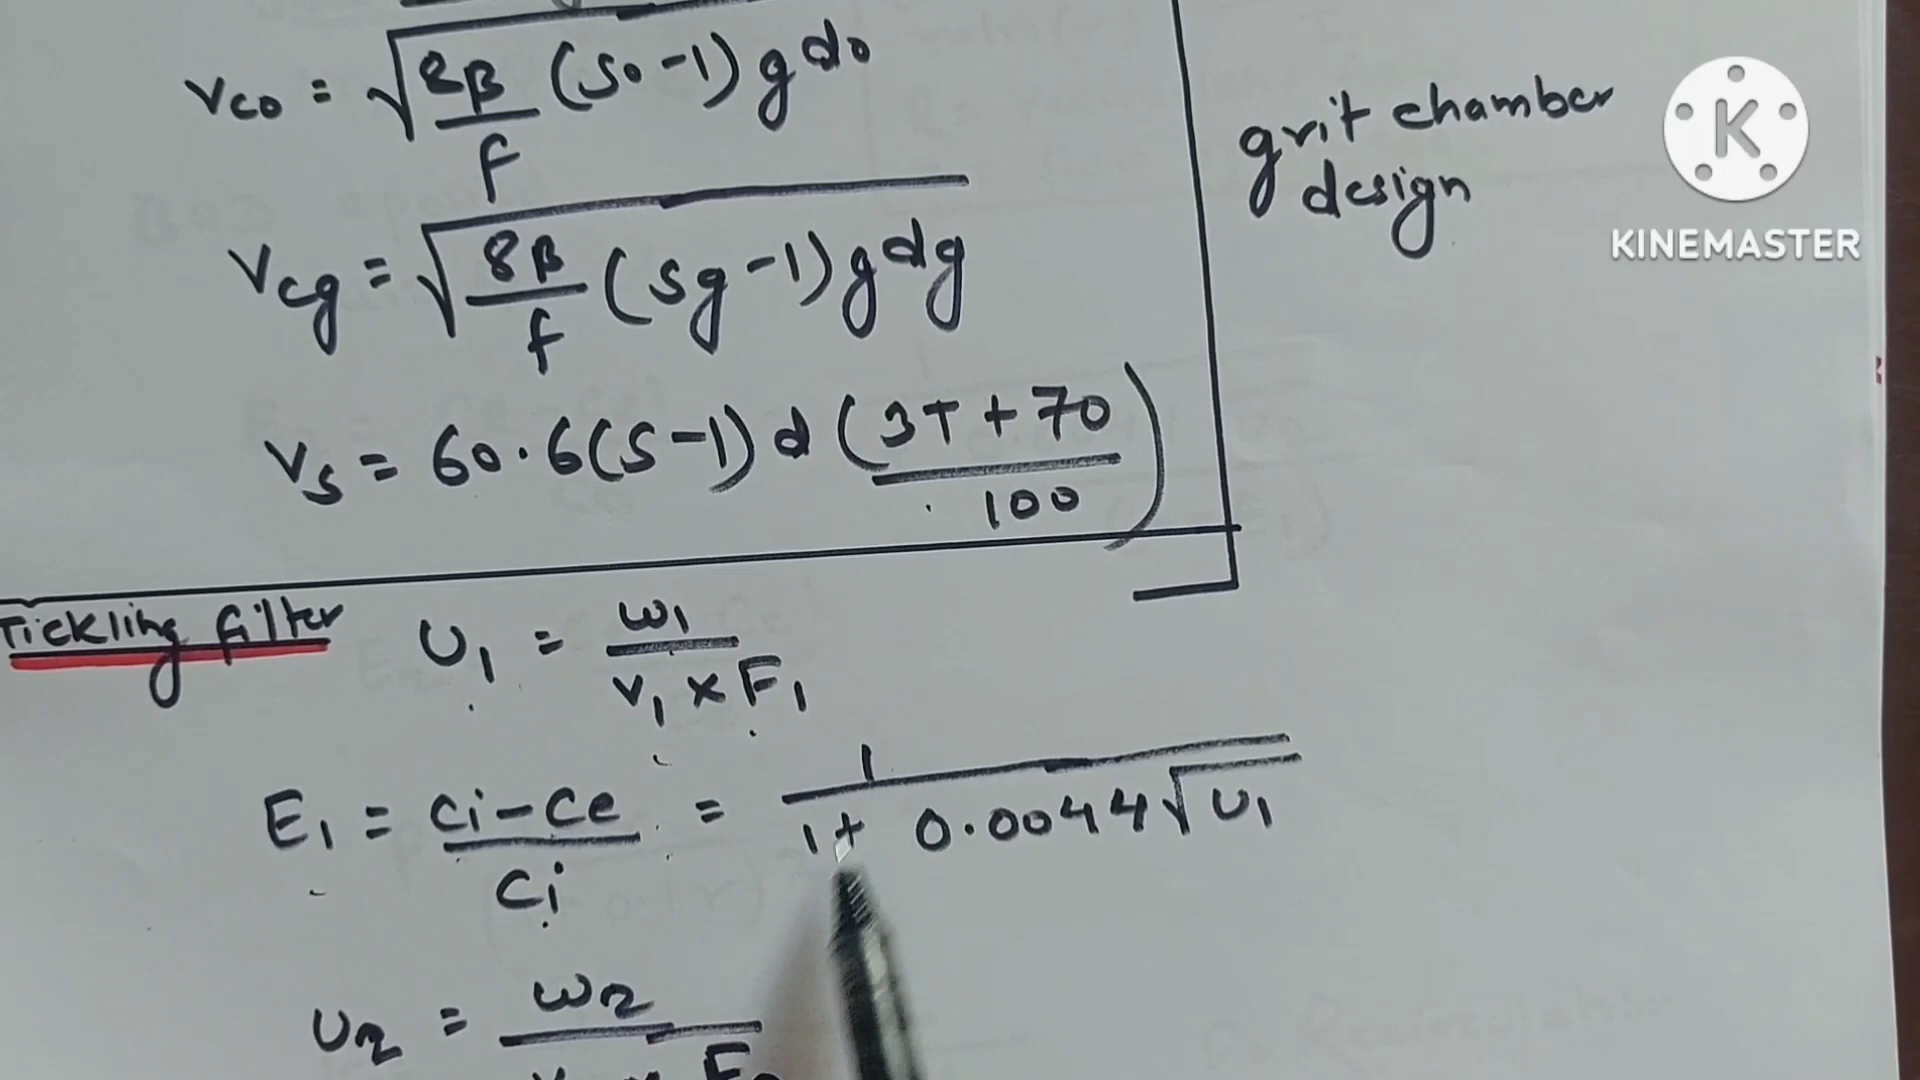 Vco = √8β/f (So-1) g do
grit chamber
design
K
KINEMASTER
Vcg = √8β/f (Sg-1) g dg
Vs = 60.6(S-1) d (3T+70/100)
Tickling filter U1 = W1/V1 x F1
E1 = Ci-Ce/Ci = 1/1+ 0.0044√U1
U2 = W2